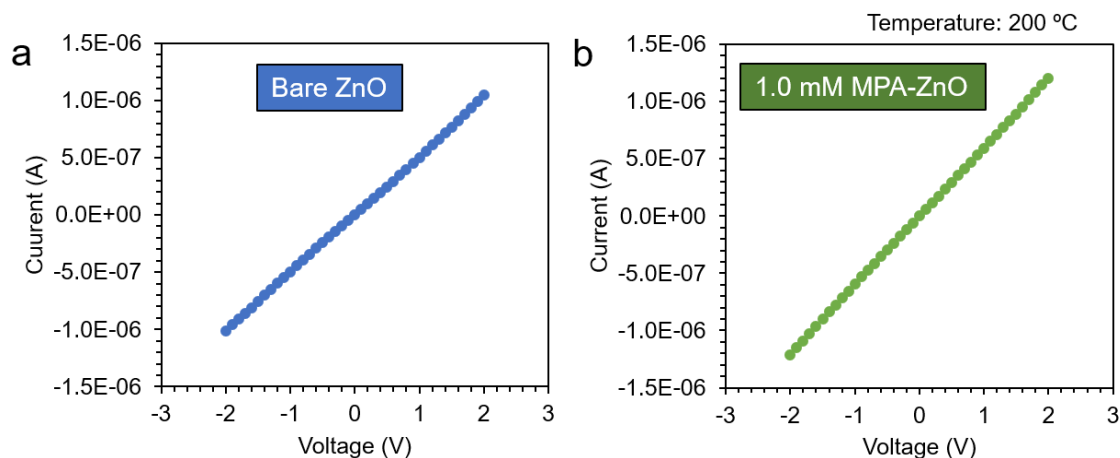 Temperature: 200 ºC
a
Bare ZnO
1.5E-06
1.0E-06
5.0E-07
0.0E+00
-5.0E-07
-1.0E-06
-1.5E-06
Cuurent (A)
-3 -2 -1 0 1 2 3
Voltage (V)
b
1.0 mM MPA-ZnO
1.5E-06
1.0E-06
5.0E-07
0.0E+00
-5.0E-07
-1.0E-06
-1.5E-06
Current (A)
-3 -2 -1 0 1 2 3
Voltage (V)